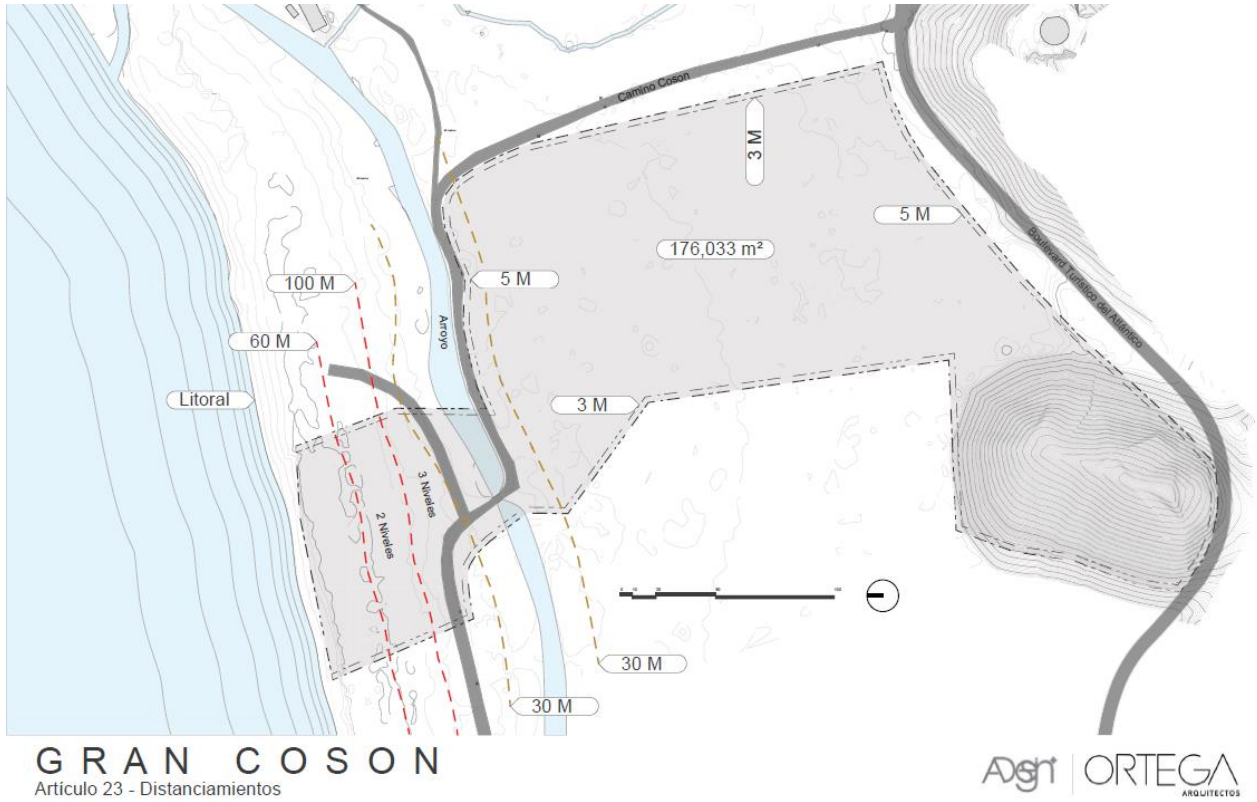 Camino Coson
3 M
5 M
176,033 m²
Boulevard Turístico del Atlántico
100 M
5 M
Arroyo
60 M
Litoral
3 M
3 Niveles
2 Niveles
30 M
30 M
GRAN COSON
Artículo 23 - Distanciamientos
ADsgn
ORTEGA
ARQUITECTOS